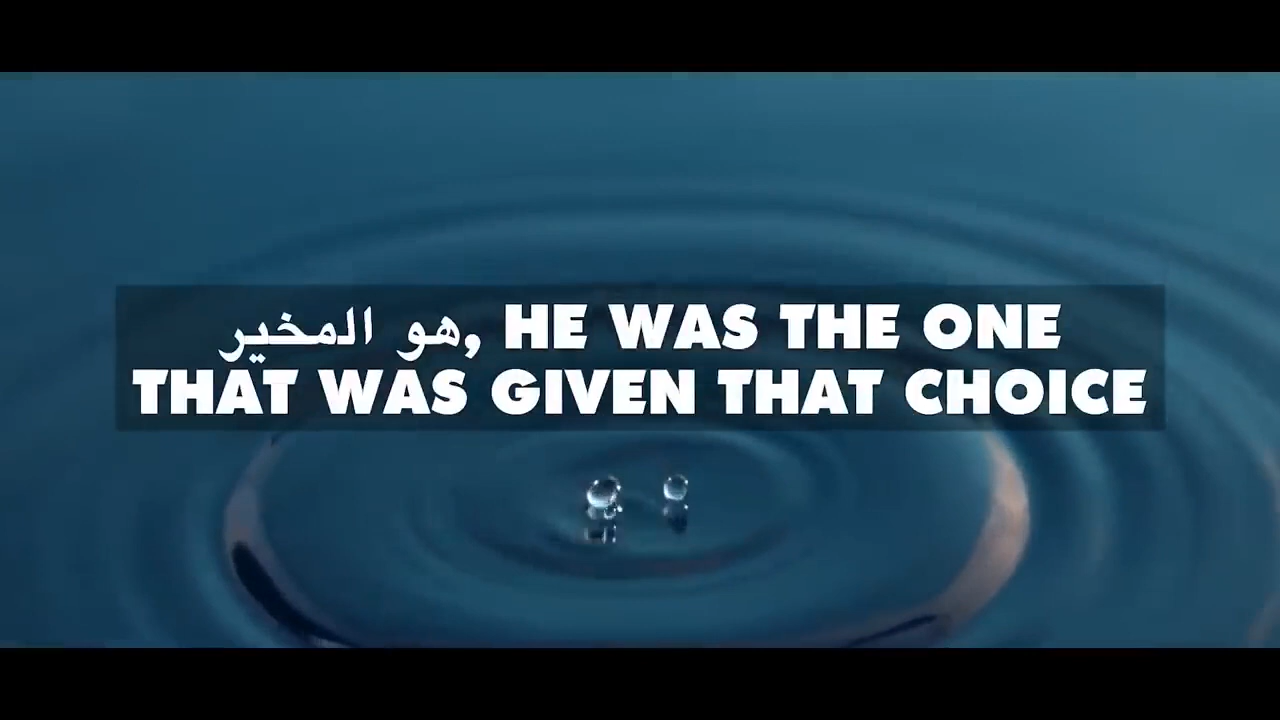 هو المخير, HE WAS THE ONE
THAT WAS GIVEN THAT CHOICE